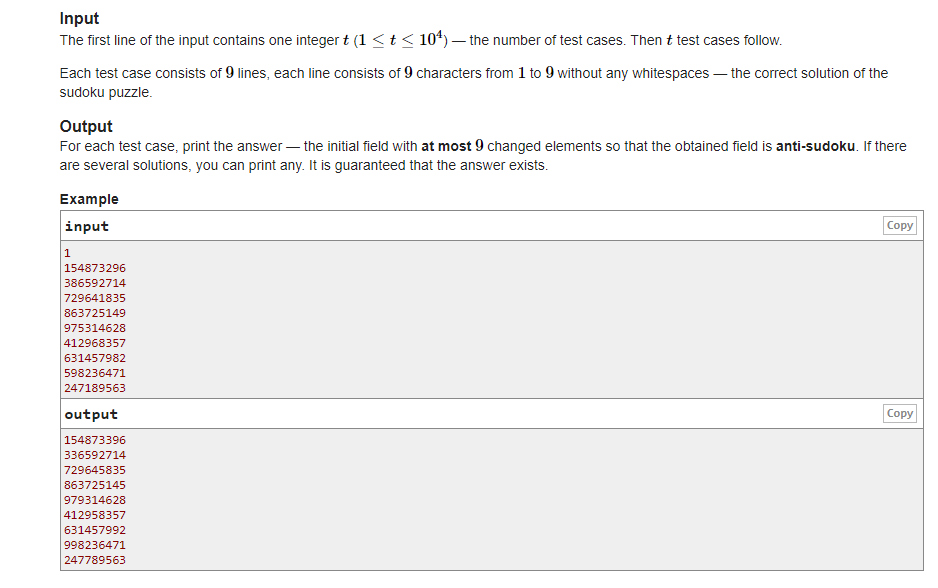 Input
The first line of the input contains one integer t (1 ≤ t ≤ 10⁴) — the number of test cases. Then t test cases follow.
Each test case consists of 9 lines, each line consists of 9 characters from 1 to 9 without any whitespaces — the correct solution of the
sudoku puzzle.
Output
For each test case, print the answer — the initial field with at most 9 changed elements so that the obtained field is anti-sudoku. If there
are several solutions, you can print any. It is guaranteed that the answer exists.
Example
input
Copy
1
154873296
386592714
729641835
863725149
975314628
412968357
631457982
598236471
247189563
output
Copy
154873396
336592714
729645835
863725145
979314628
412958357
631457992
998236471
247789563